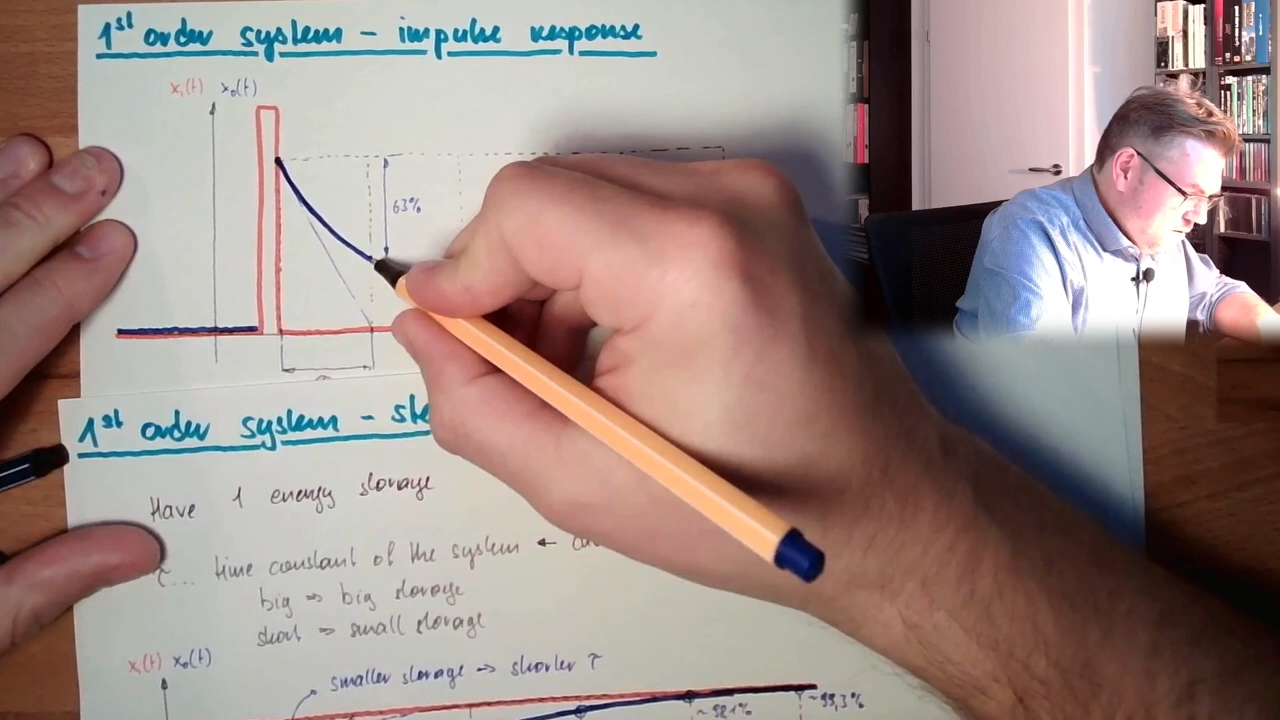 1st order system - impulse response
xi(t) xo(t)
63%
1st order system - ste
Have 1 energy storage
τ... time constant of the system ←
big ⇒ big storage
short ⇒ small storage
xi(t) xo(t)
smaller storage → shorter τ
~98,1%
~99,3%